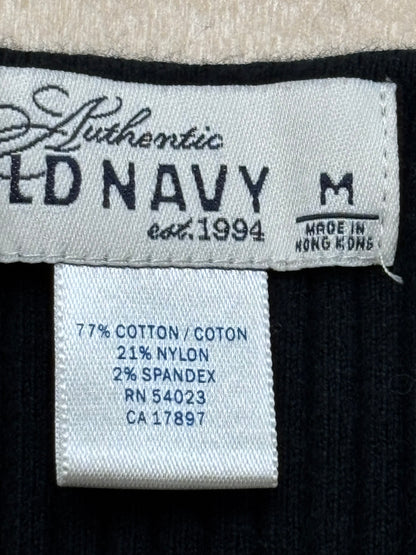 Authentic
LD NAVY
est. 1994
M
MADE IN
HONG KONG
77% COTTON / COTON
21% NYLON
2% SPANDEX
RN 54023
CA 17897